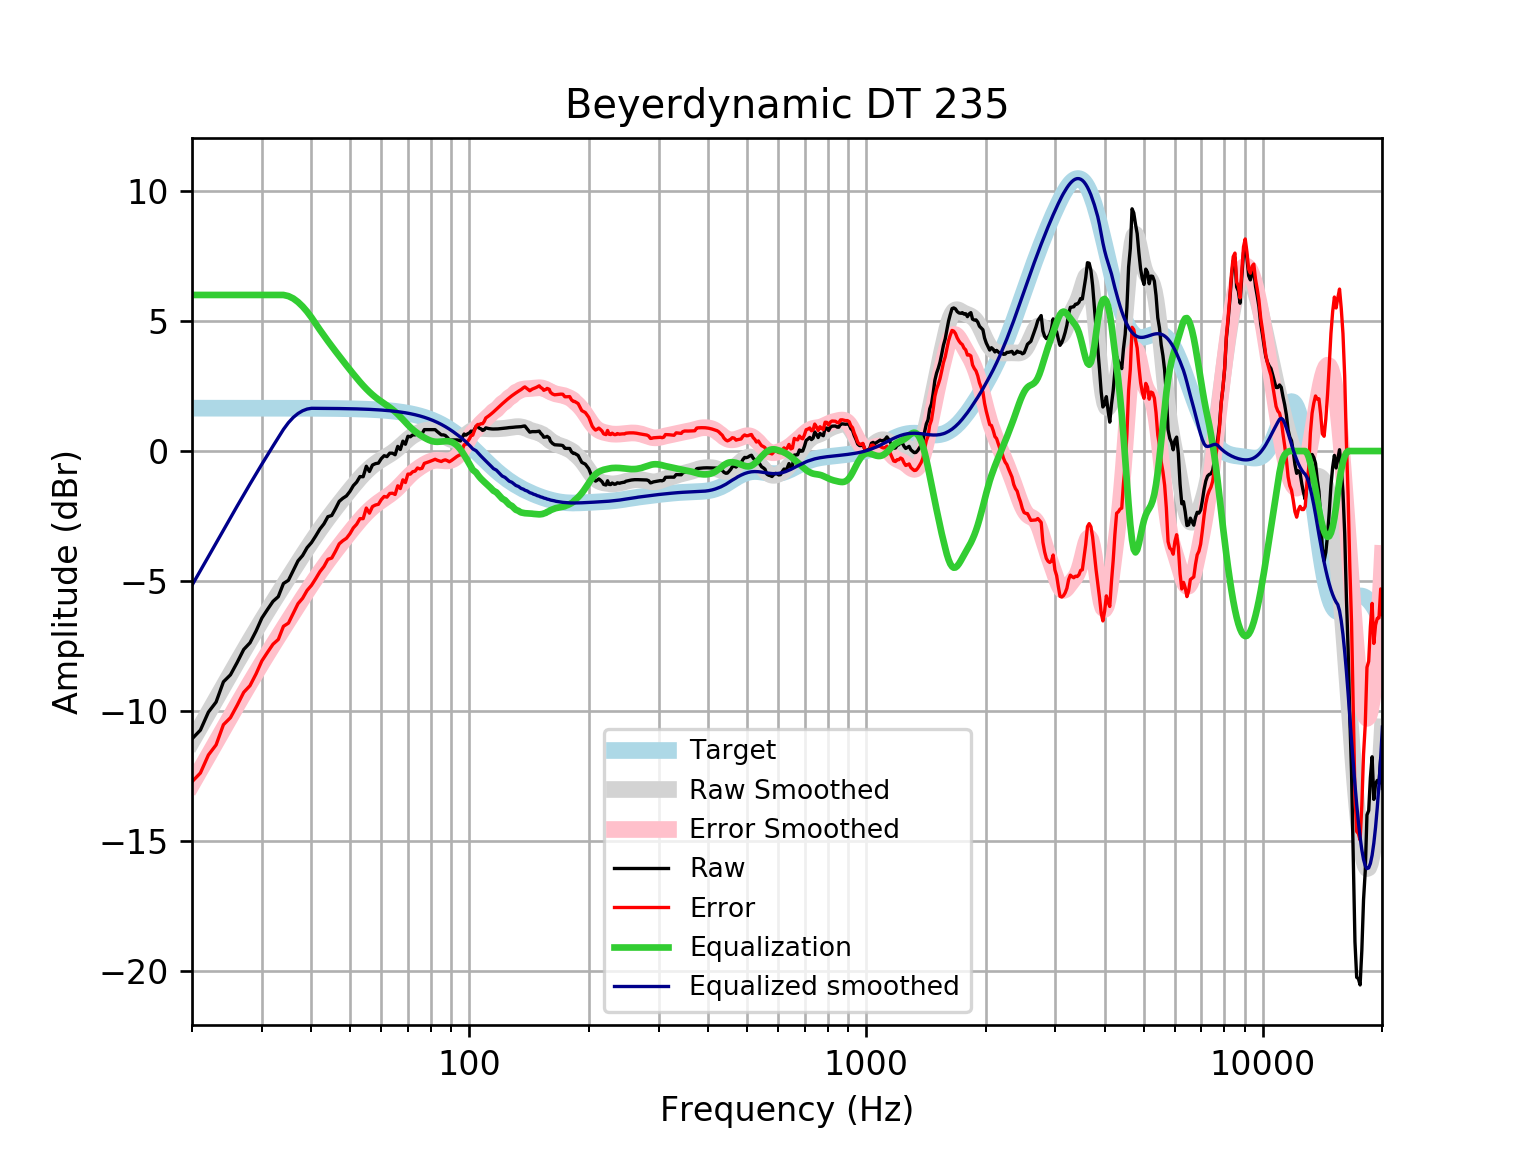 Beyerdynamic DT 235
10
5
0
−5
−10
−15
−20
Amplitude (dBr)
Target
Raw Smoothed
Error Smoothed
Raw
Error
Equalization
Equalized smoothed
100
1000
10000
Frequency (Hz)